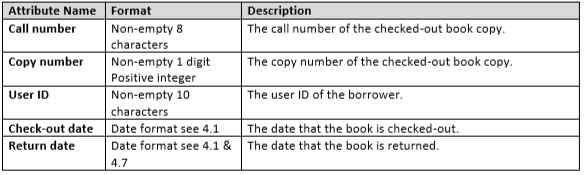 Attribute Name Format Description
Call number Non-empty 8 The call number of the checked-out book copy.
characters
Copy number Non-empty 1 digit The copy number of the checked-out book copy.
Positive integer
User ID Non-empty 10 The user ID of the borrower.
characters
Check-out date Date format see 4.1 The date that the book is checked-out.
Return date Date format see 4.1 & The date that the book is returned.
4.7